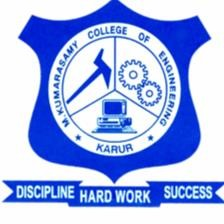 M.KUMARASAMY COLLEGE OF ENGINEERING
KARUR
DISCIPLINE HARD WORK SUCCESS